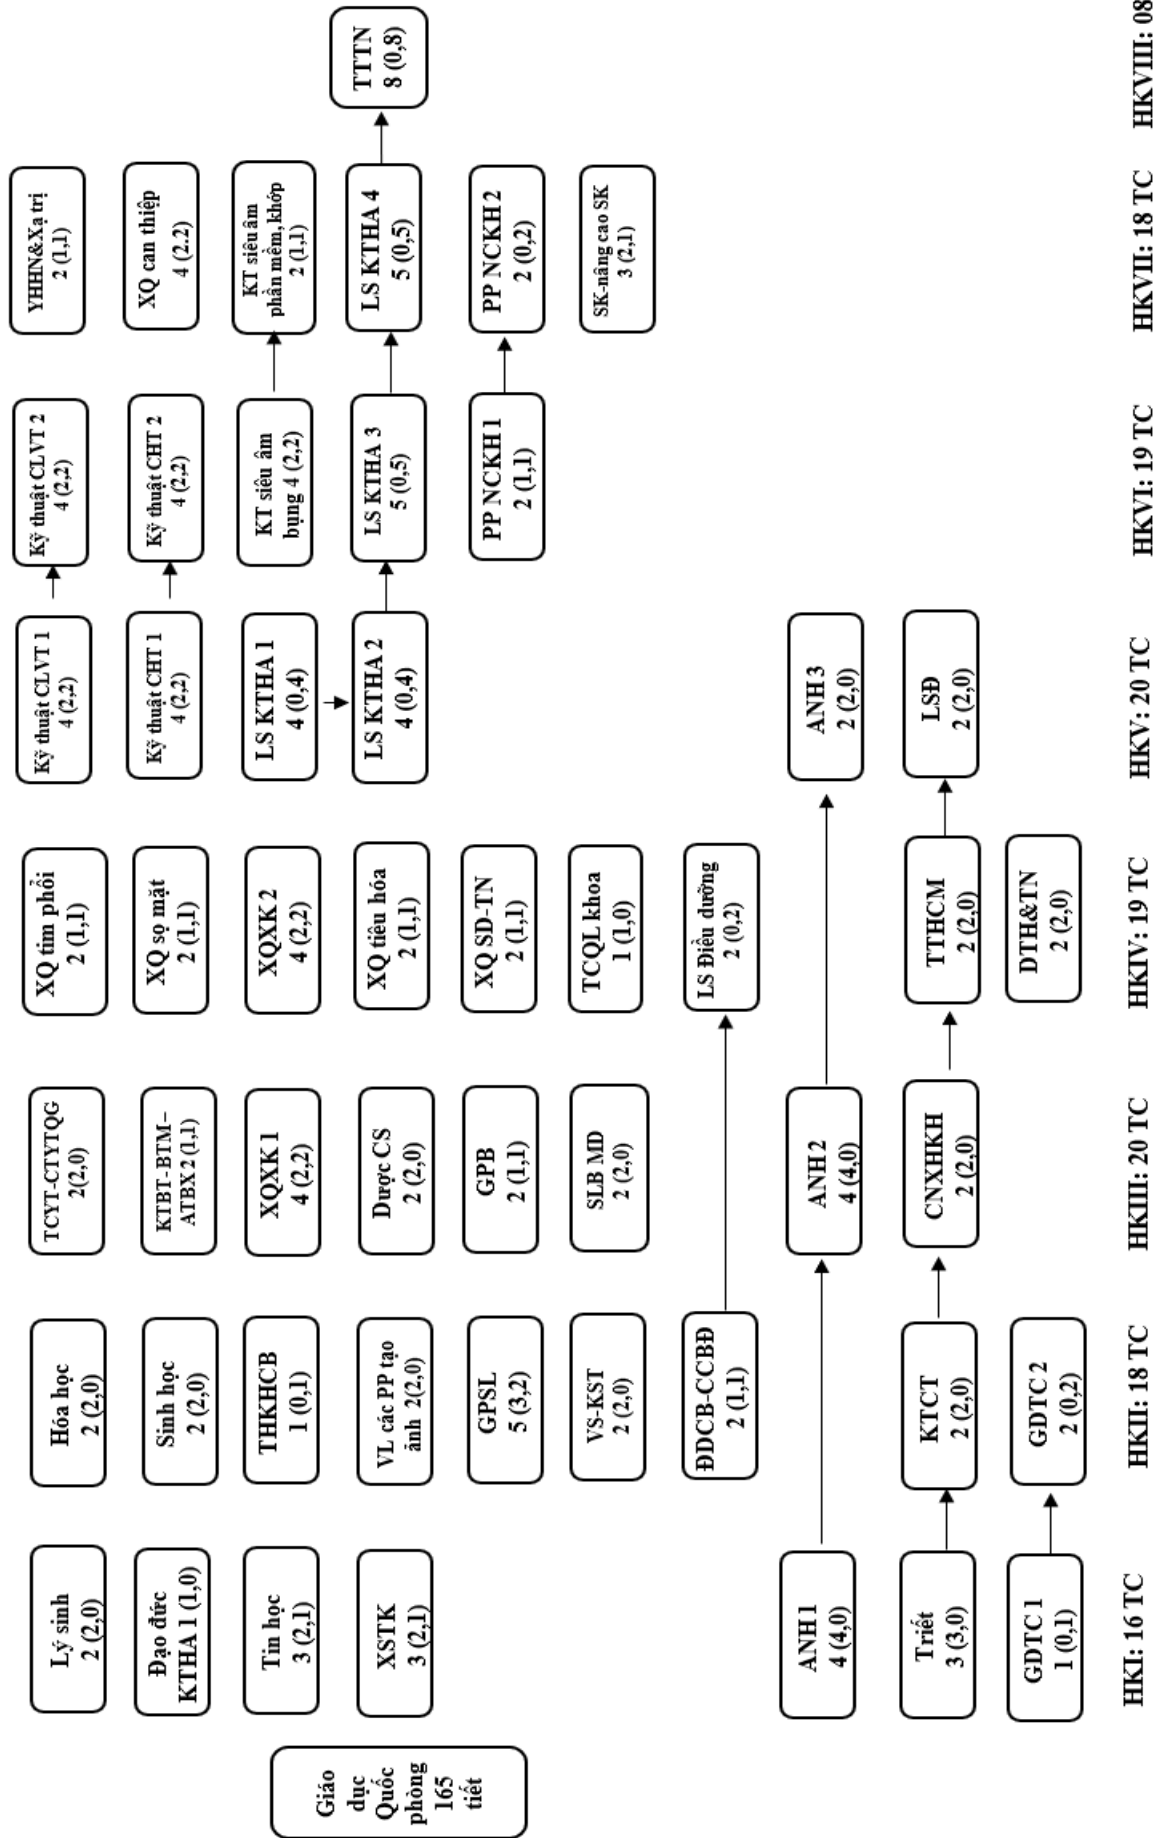 Giáo
dục
Quốc
phòng
165
tiết
Lý sinh
2 (2,0)
Đạo đức
KTHA 1 (1,0)
Tin học
3 (2,1)
XSTK
3 (2,1)
ANH 1
4 (4,0)
Triết
3 (3,0)
GDTC 1
1 (0,1)
HKI: 16 TC
Hóa học
2 (2,0)
Sinh học
2 (2,0)
THKHCB
1 (0,1)
VL các PP tạo
ảnh 2(2,0)
GPSL
5 (3,2)
VS-KST
2 (2,0)
ĐDCB-CCBĐ
2 (1,1)
KTCT
2 (2,0)
GDTC 2
2 (0,2)
HKII: 18 TC
TCYT-CTYTQG
2(2,0)
KTBT-BTM–
ATBX 2 (1,1)
XQXK 1
4 (2,2)
Dược CS
2 (2,0)
GPB
2 (1,1)
SLB MD
2 (2,0)
ANH 2
4 (4,0)
CNXHKH
2 (2,0)
HKIII: 20 TC
XQ tim phổi
2 (1,1)
XQ sọ mặt
2 (1,1)
XQXK 2
4 (2,2)
XQ tiêu hóa
2 (1,1)
XQ SD-TN
2 (1,1)
TCQL khoa
1 (1,0)
LS Điều dưỡng
2 (0,2)
TTHCM
2 (2,0)
DTH&TN
2 (2,0)
HKIV: 19 TC
Kỹ thuật CLVT 1
4 (2,2)
Kỹ thuật CHT 1
4 (2,2)
LS KTHA 1
4 (0,4)
LS KTHA 2
4 (0,4)
ANH 3
2 (2,0)
LSĐ
2 (2,0)
HKV: 20 TC
Kỹ thuật CLVT 2
4 (2,2)
Kỹ thuật CHT 2
4 (2,2)
KT siêu âm
bụng 4 (2,2)
LS KTHA 3
5 (0,5)
PP NCKH 1
2 (1,1)
HKVI: 19 TC
YHHN&Xạ trị
2 (1,1)
XQ can thiệp
4 (2.2)
KT siêu âm
phần mềm,khớp
2 (1,1)
LS KTHA 4
5 (0,5)
PP NCKH 2
2 (0,2)
SK-nâng cao SK
3 (2,1)
HKVII: 18 TC
TTTN
8 (0,8)
HKVIII: 08